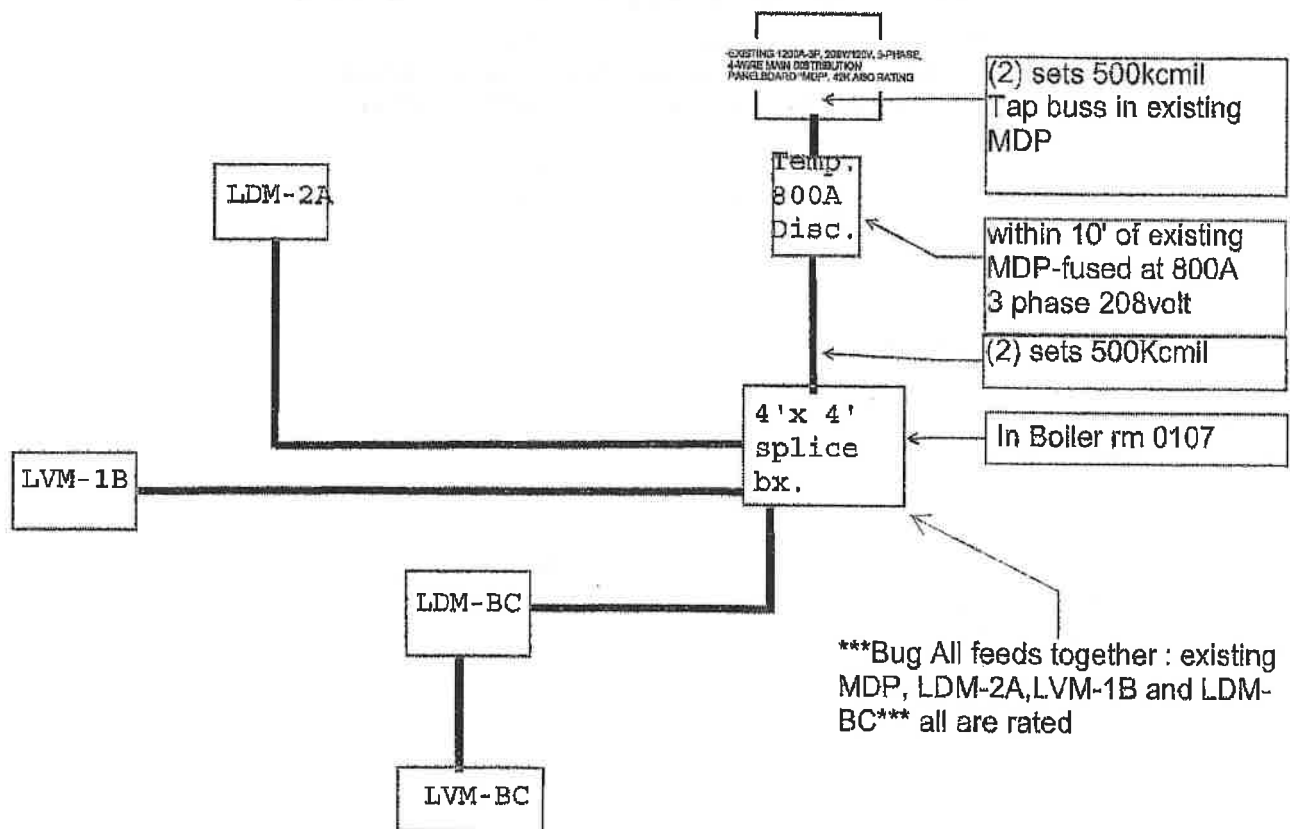 EXISTING 1200A-3P, 208Y/120V, 3-PHASE,
4-WIRE MAIN DISTRIBUTION
PANELBOARD "MDP", 42K RATING
(2) sets 500kcmil
Tap buss in existing
MDP
Temp.
800A
Disc.
within 10' of existing
MDP-fused at 800A
3 phase 208volt
(2) sets 500Kcmil
LDM-2A
4'x 4'
splice
bx.
In Boiler rm 0107
LVM-1B
LDM-BC
***Bug All feeds together : existing
MDP, LDM-2A,LVM-1B and LDM-
BC*** all are rated
LVM-BC